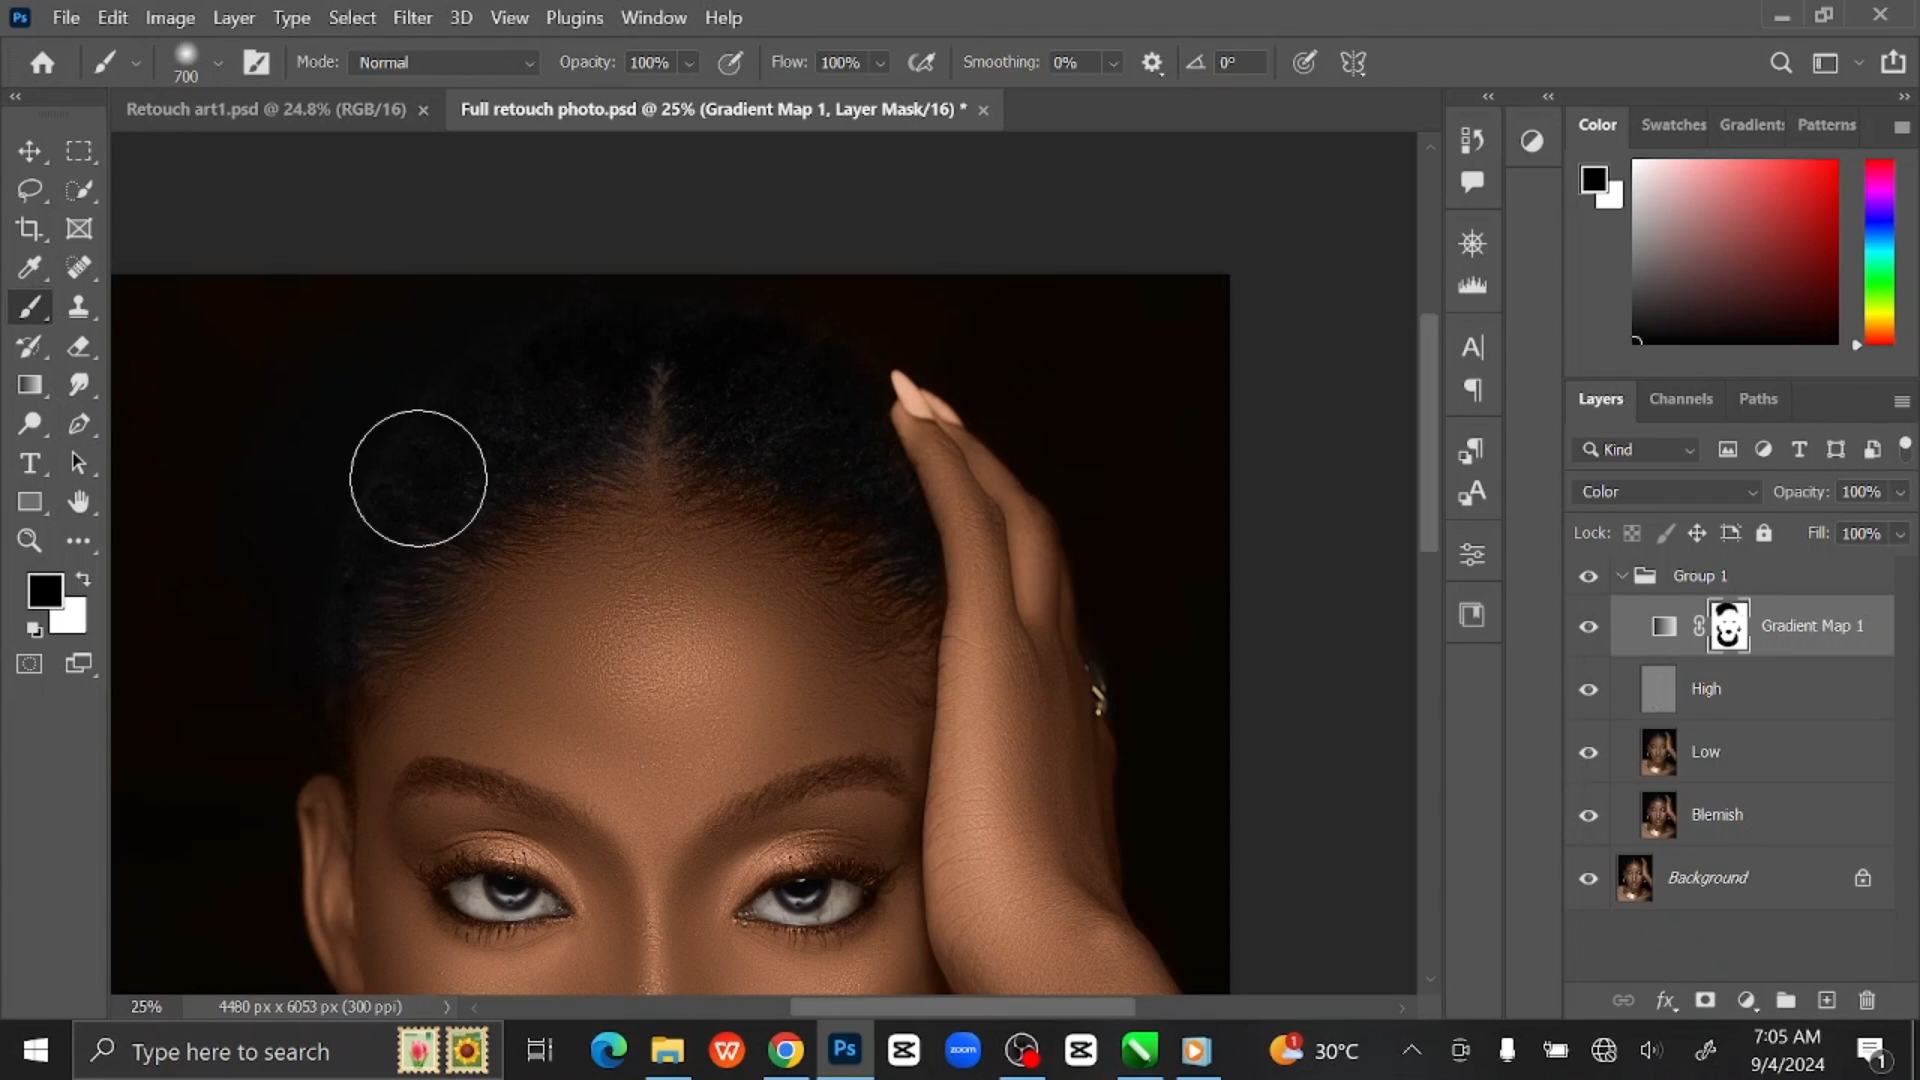 Ps File Edit Image Layer Type Select Filter 3D View Plugins Window Help
700 Mode: Normal Opacity: 100% Flow: 100% Smoothing: 0% 0°
Retouch art1.psd @ 24.8% (RGB/16) × Full retouch photo.psd @ 25% (Gradient Map 1, Layer Mask/16) * ×
Color Swatches Gradients Patterns
Layers Channels Paths
Kind
Color Opacity: 100%
Lock: Fill: 100%
Group 1
Gradient Map 1
High
Low
Blemish
Background
25% 4480 px x 6053 px (300 ppi)
Type here to search
Ps
zoom
1
30°C
7:05 AM
9/4/2024
1